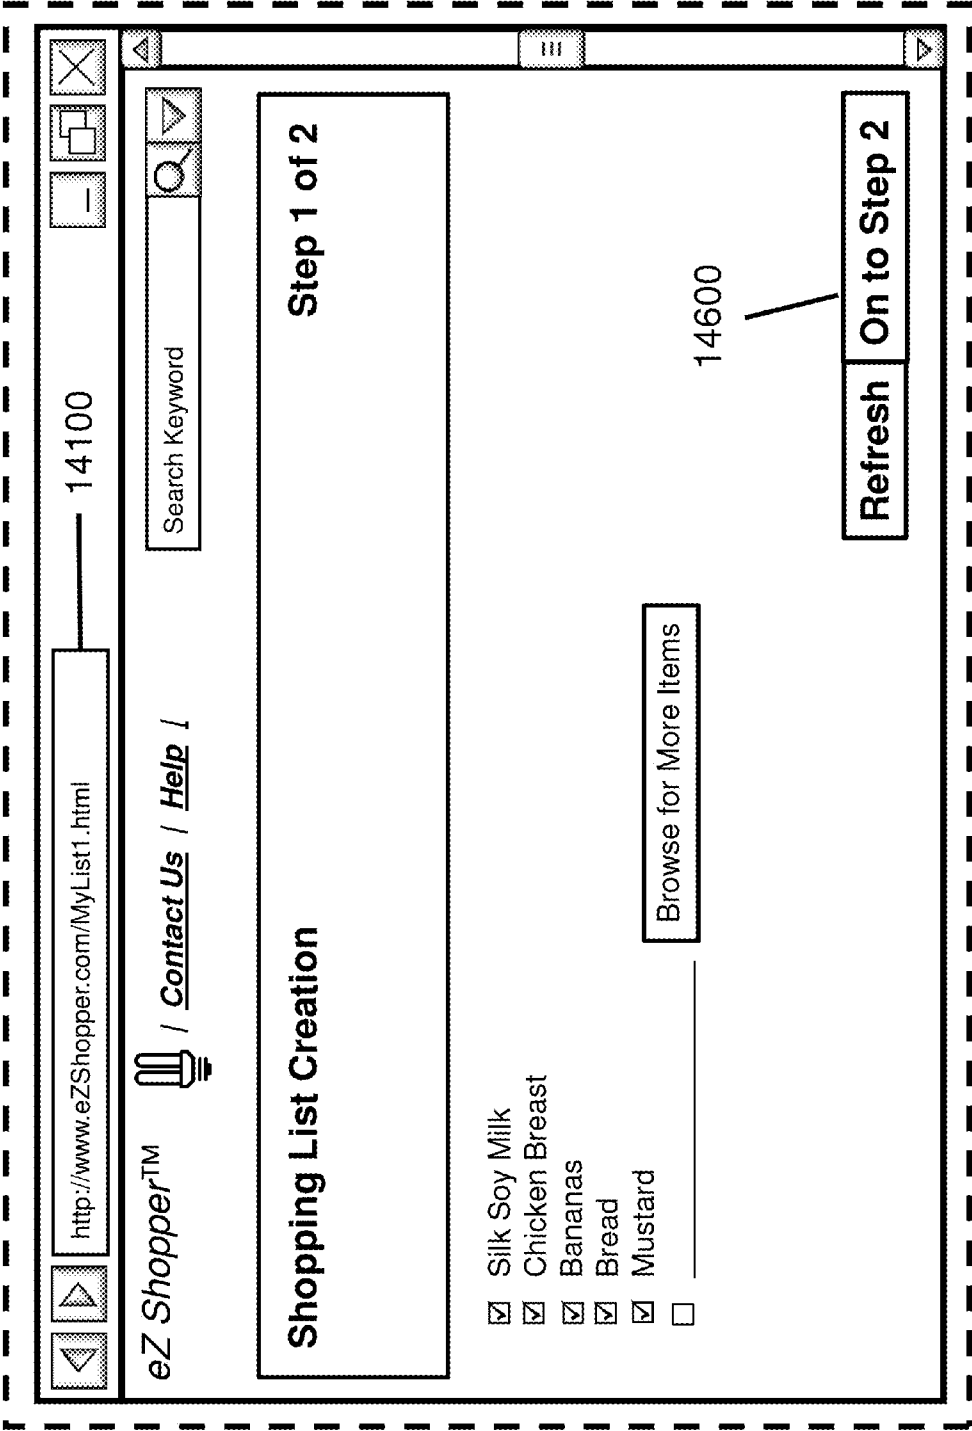 http://www.eZShopper.com/MyList1.html
14100
eZ Shopper™ | Contact Us | Help |
Search Keyword
Shopping List Creation Step 1 of 2
Silk Soy Milk
Chicken Breast
Bananas
Bread
Mustard
Browse for More Items
14600
Refresh On to Step 2